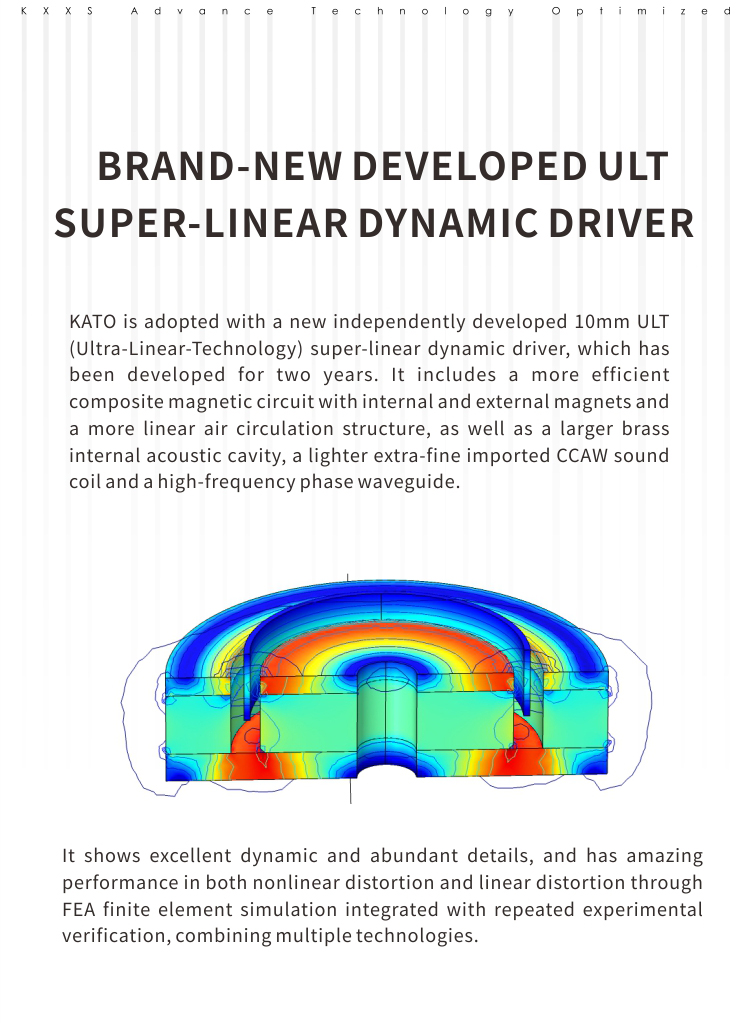 KXXS Advance Technology Optimized
BRAND-NEW DEVELOPED ULT
SUPER-LINEAR DYNAMIC DRIVER
KATO is adopted with a new independently developed 10mm ULT
(Ultra-Linear-Technology) super-linear dynamic driver, which has
been developed for two years. It includes a more efficient
composite magnetic circuit with internal and external magnets and
a more linear air circulation structure, as well as a larger brass
internal acoustic cavity, a lighter extra-fine imported CCAW sound
coil and a high-frequency phase waveguide.
It shows excellent dynamic and abundant details, and has amazing
performance in both nonlinear distortion and linear distortion through
FEA finite element simulation integrated with repeated experimental
verification, combining multiple technologies.